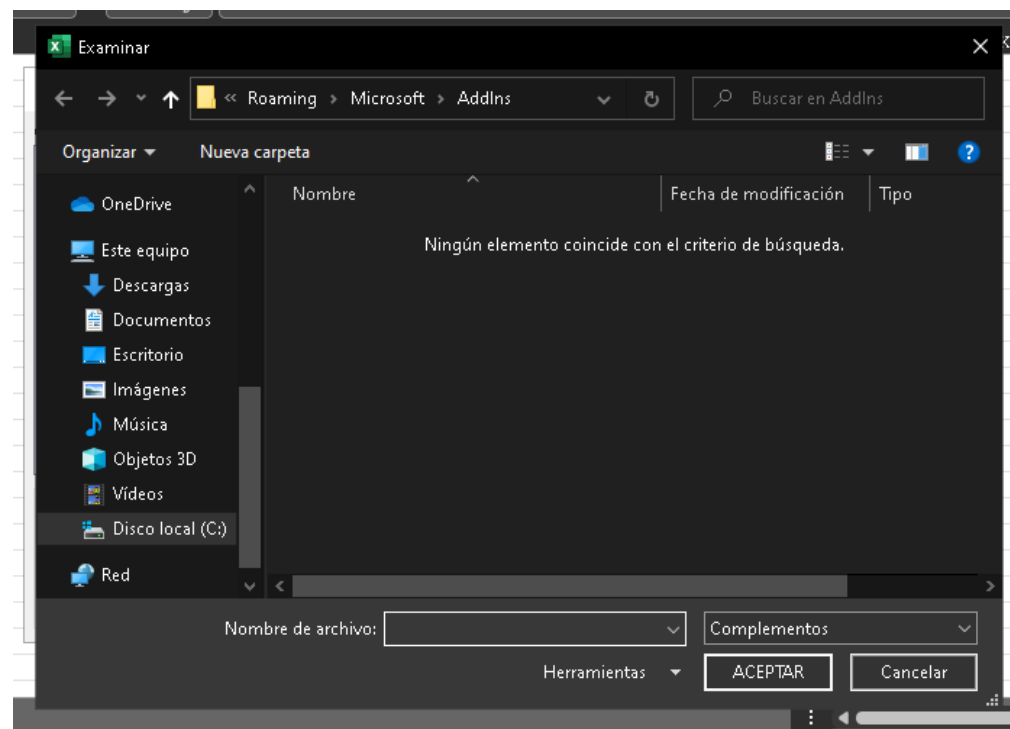 Examinar
« Roaming › Microsoft › AddIns
Buscar en AddIns
Organizar
Nueva carpeta
Nombre
Fecha de modificación
Tipo
OneDrive
Ningún elemento coincide con el criterio de búsqueda.
Este equipo
Descargas
Documentos
Escritorio
Imágenes
Música
Objetos 3D
Vídeos
Disco local (C:)
Red
Nombre de archivo:
Complementos
Herramientas
ACEPTAR
Cancelar